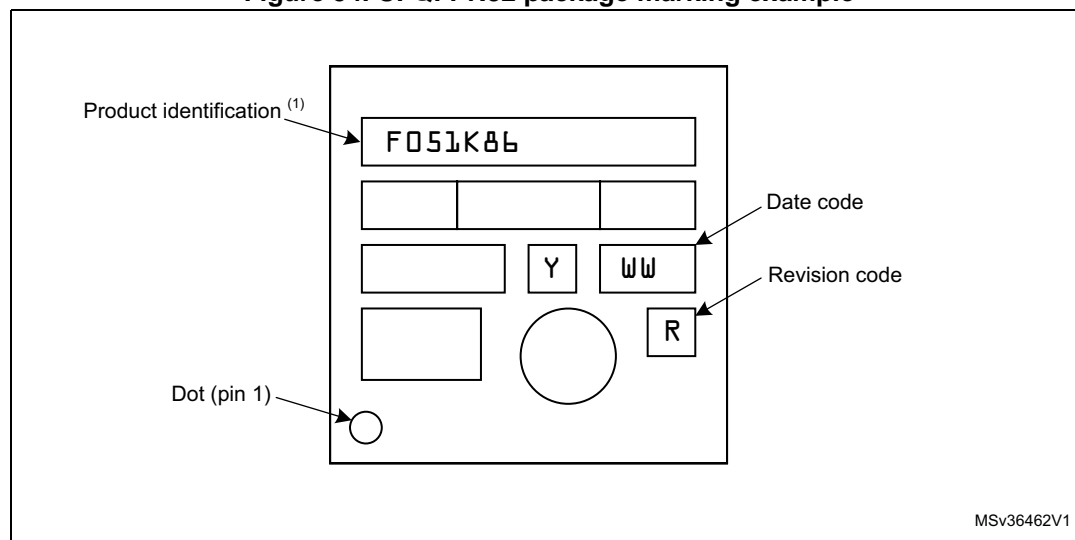 Product identification (1)
F051K86
Date code
Y
WW
Revision code
R
Dot (pin 1)
MSv36462V1